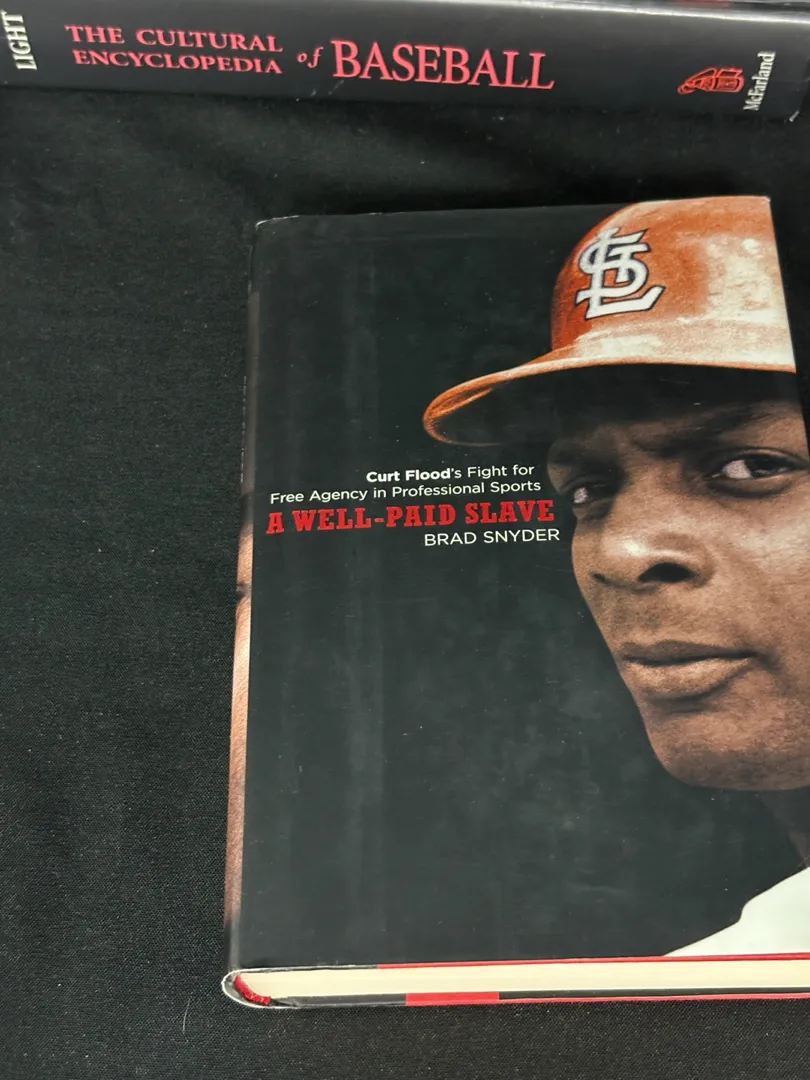 LIGHT
THE CULTURAL
ENCYCLOPEDIA of BASEBALL
McFarland
STL
Curt Flood's Fight for
Free Agency in Professional Sports
A WELL-PAID SLAVE
BRAD SNYDER